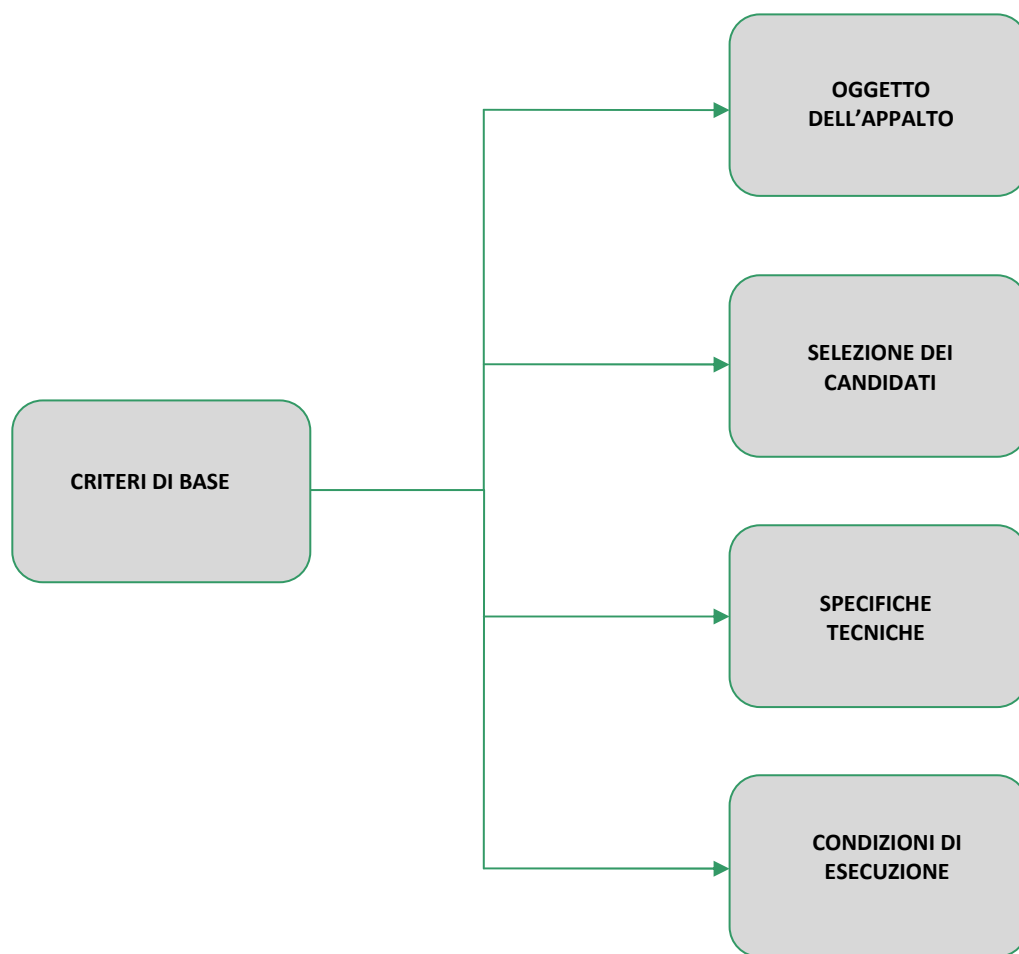 OGGETTO
DELL’APPALTO
SELEZIONE DEI
CANDIDATI
CRITERI DI BASE
SPECIFICHE
TECNICHE
CONDIZIONI DI
ESECUZIONE